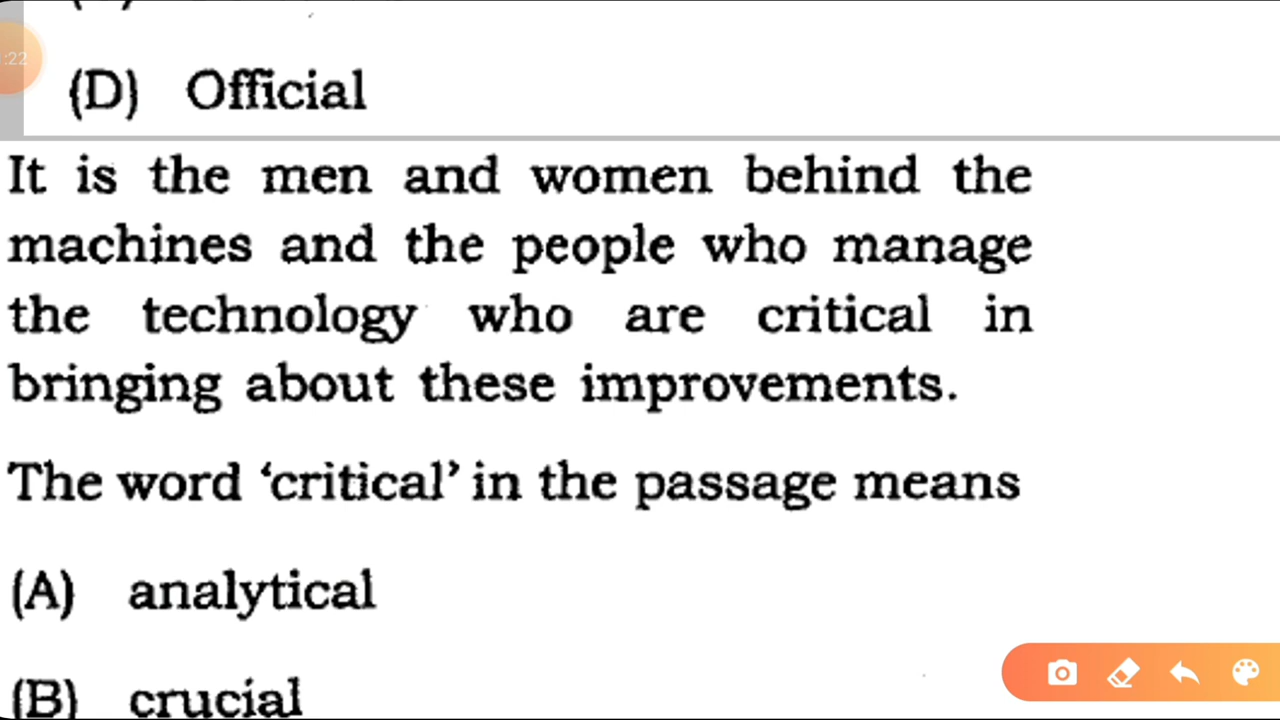 :22
(D) Official
It is the men and women behind the
machines and the people who manage
the technology who are critical in
bringing about these improvements.
The word ‘critical’ in the passage means
(A) analytical
(B) crucial